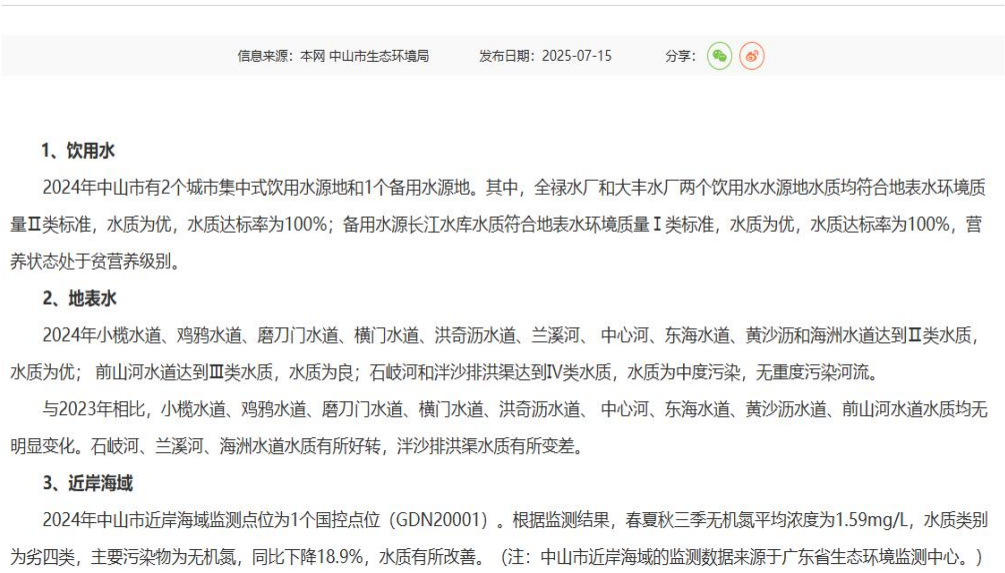 信息来源：本网 中山市生态环境局 发布日期：2025-07-15 分享：
1、饮用水
2024年中山市有2个城市集中式饮用水源地和1个备用水源地。其中，全禄水厂和大丰水厂两个饮用水水源地水质均符合地表水环境质
量Ⅱ类标准，水质为优，水质达标率为100%；备用水源长江水库水质符合地表水环境质量Ⅰ类标准，水质为优，水质达标率为100%，营
养状态处于贫营养级别。
2、地表水
2024年小榄水道、鸡鸦水道、磨刀门水道、横门水道、洪奇沥水道、兰溪河、 中心河、东海水道、黄沙沥和海洲水道达到Ⅱ类水质，
水质为优； 前山河水道达到Ⅲ类水质，水质为良；石岐河和泮沙排洪渠达到Ⅳ类水质，水质为中度污染，无重度污染河流。
与2023年相比，小榄水道、鸡鸦水道、磨刀门水道、横门水道、洪奇沥水道、 中心河、东海水道、黄沙沥水道、前山河水道水质均无
明显变化。石岐河、兰溪河、海洲水道水质有所好转，泮沙排洪渠水质有所变差。
3、近岸海域
2024年中山市近岸海域监测点位为1个国控点位（GDN20001）。根据监测结果，春夏秋三季无机氮平均浓度为1.59mg/L，水质类别
为劣四类，主要污染物为无机氮，同比下降18.9%，水质有所改善。（注：中山市近岸海域的监测数据来源于广东省生态环境监测中心。）